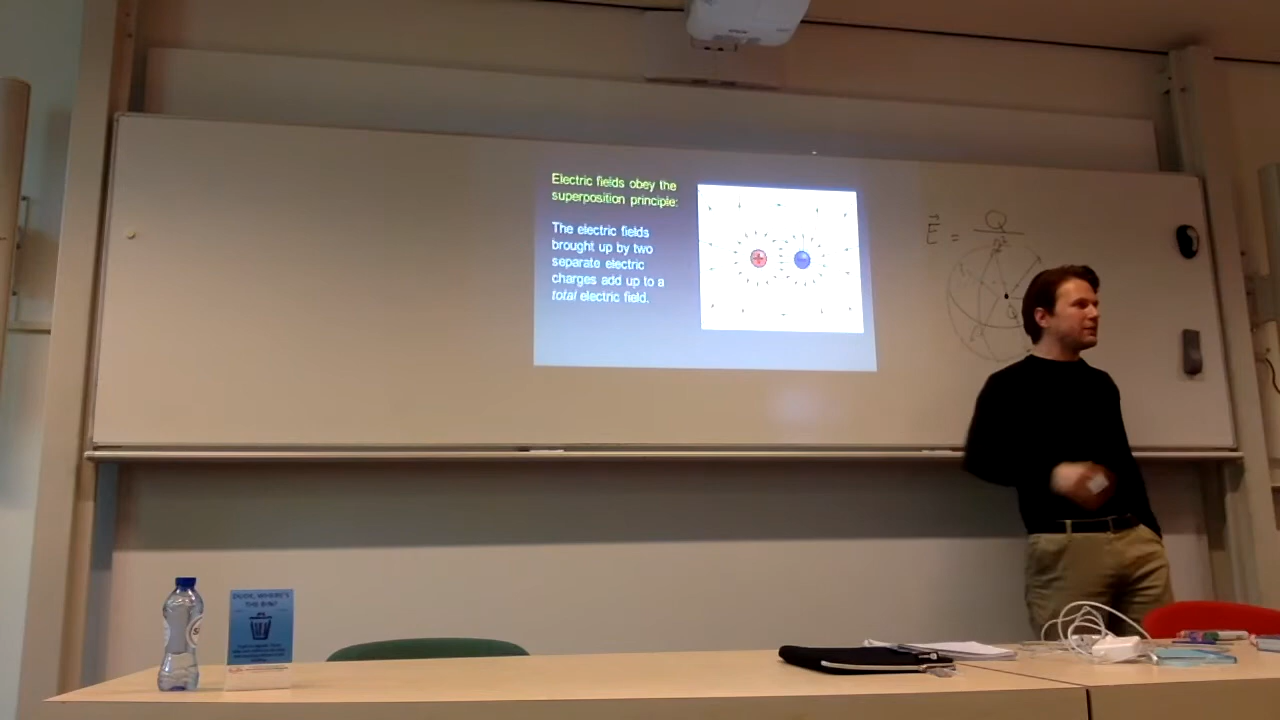 Electric fields obey the
superposition principle:
The electric fields
brought up by two
separate electric
charges add up to a
total electric field.
+
E = Q
Q
DUDE, WHERE'S
THE BIN?